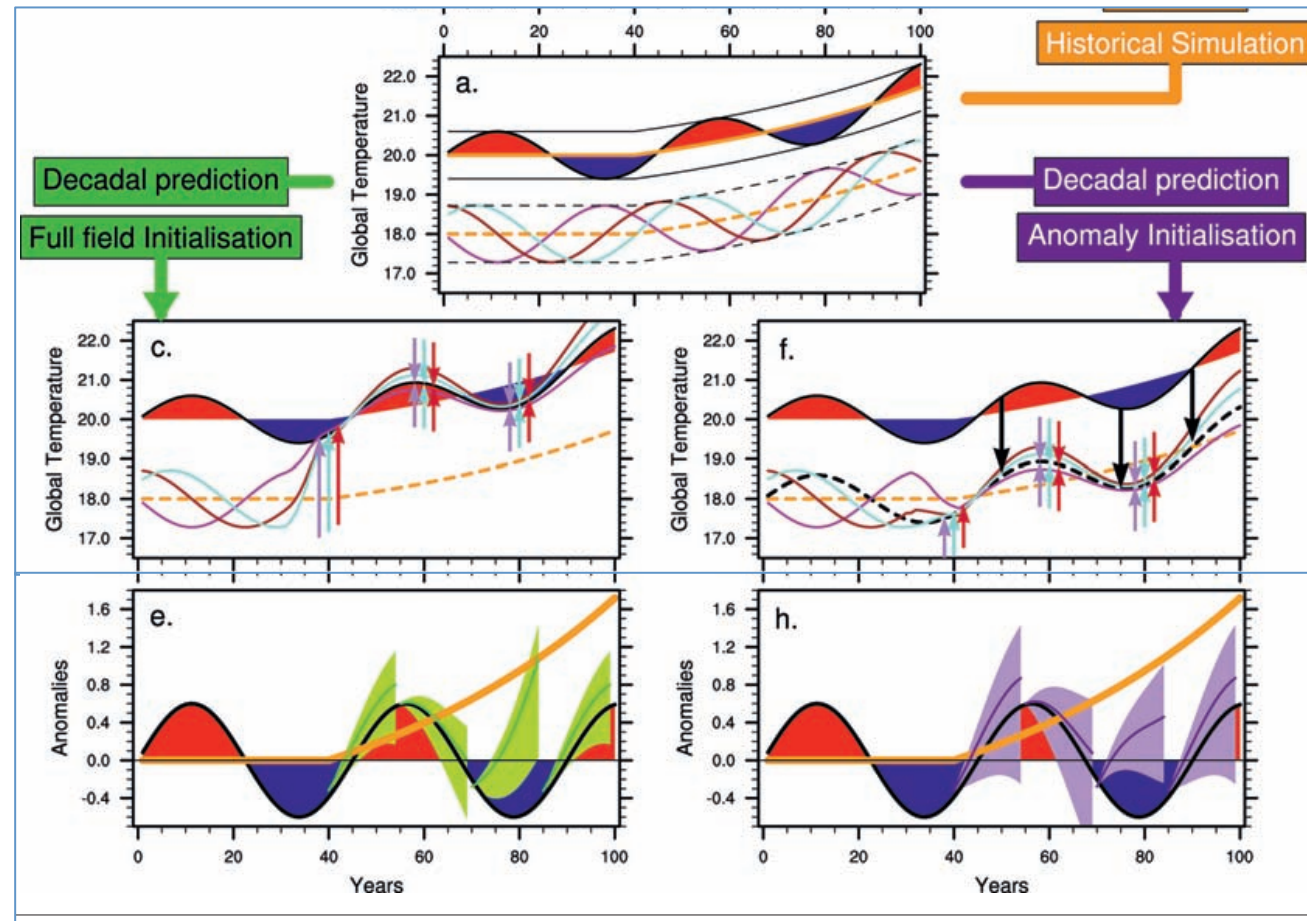 0 20 40 60 80 100
Historical Simulation
a.
22.0
21.0
20.0
19.0
18.0
17.0
Global Temperature
Decadal prediction
Full field Initialisation
Decadal prediction
Anomaly Initialisation
c.
22.0
21.0
20.0
19.0
18.0
17.0
Global Temperature
f.
22.0
21.0
20.0
19.0
18.0
17.0
Global Temperature
e.
1.6
1.2
0.8
0.4
0.0
-0.4
Anomalies
0 20 40 60 80 100
Years
h.
1.6
1.2
0.8
0.4
0.0
-0.4
Anomalies
0 20 40 60 80 100
Years